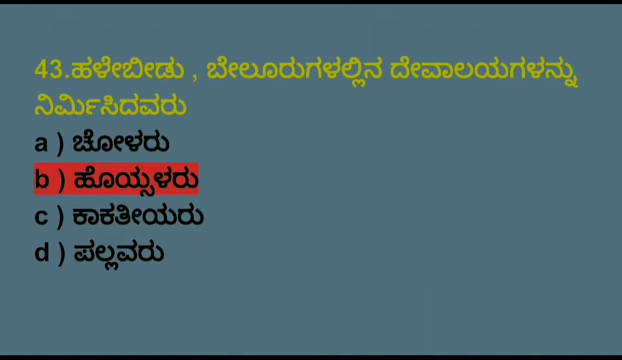 43.ಹಳೇಬೀಡು , ಬೇಲೂರುಗಳಲ್ಲಿನ ದೇವಾಲಯಗಳನ್ನು
ನಿರ್ಮಿಸಿದವರು
a ) ಚೋಳರು
b ) ಹೊಯ್ಸಳರು
c ) ಕಾಕತೀಯರು
d ) ಪಲ್ಲವರು